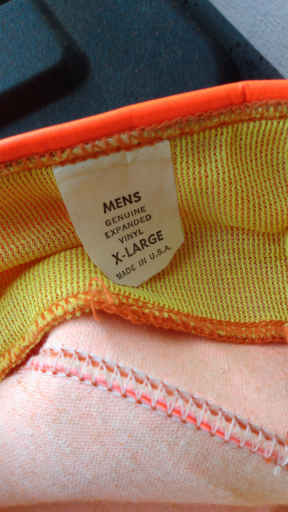 MENS
GENUINE
EXPANDED
VINYL
X-LARGE
MADE IN U.S.A.